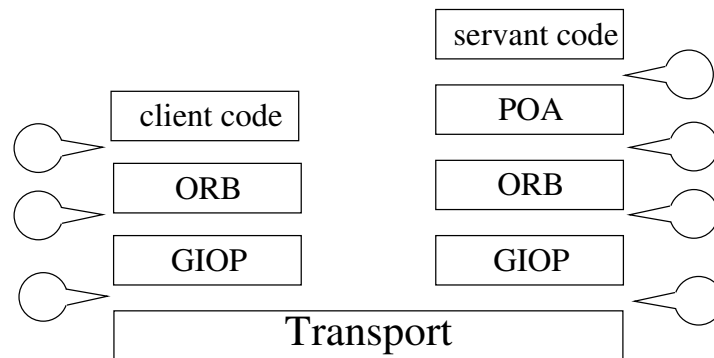 servant code
client code
POA
ORB
ORB
GIOP
GIOP
Transport